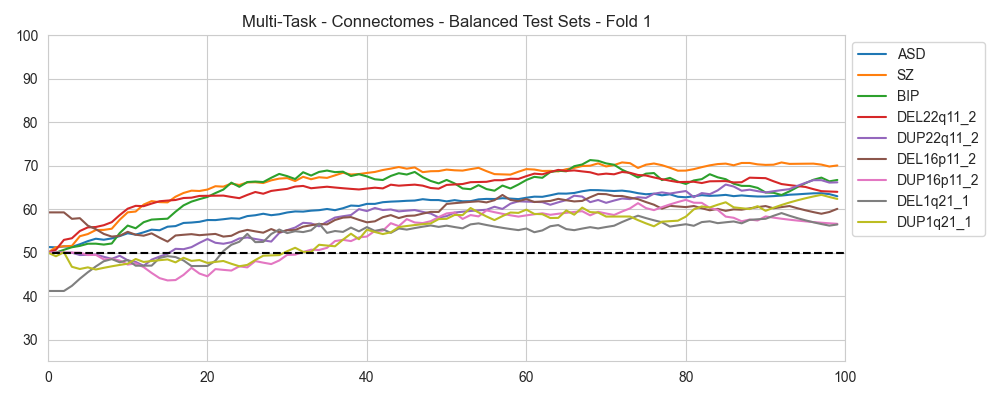 Multi-Task - Connectomes - Balanced Test Sets - Fold 1
100
90
80
70
60
50
40
30
0
20
40
60
80
100
ASD
SZ
BIP
DEL22q11_2
DUP22q11_2
DEL16p11_2
DUP16p11_2
DEL1q21_1
DUP1q21_1